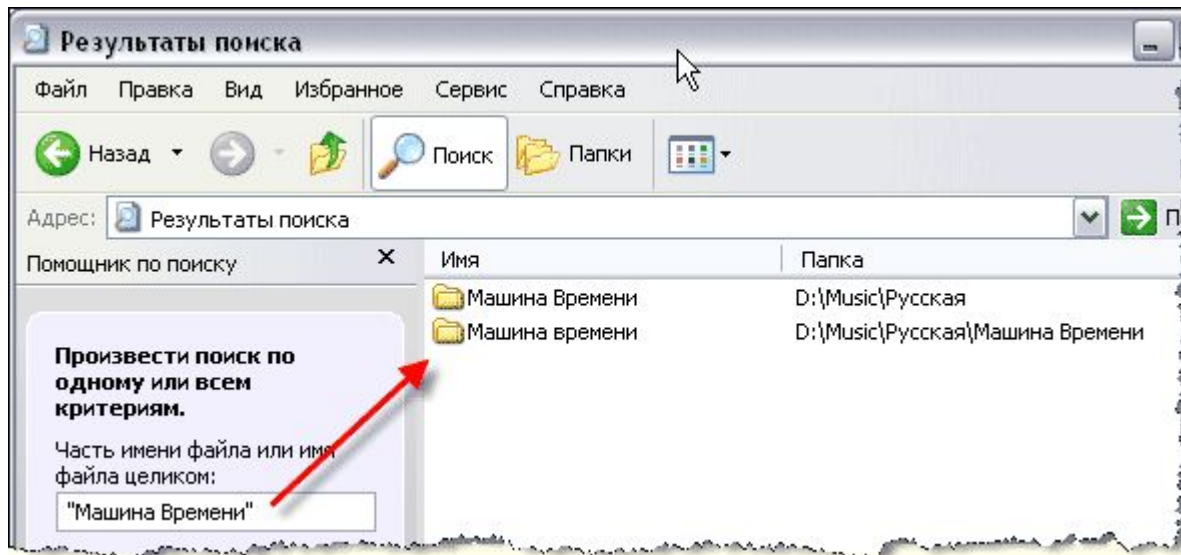 Результаты поиска
Файл Правка Вид Избранное Сервис Справка
Назад Поиск Папки
Адрес: Результаты поиска
Помощник по поиску
Имя Папка
Машина Времени D:\Music\Русская
Машина времени D:\Music\Русская\Машина Времени
Произвести поиск по
одному или всем
критериям.
Часть имени файла или имя
файла целиком:
"Машина Времени"